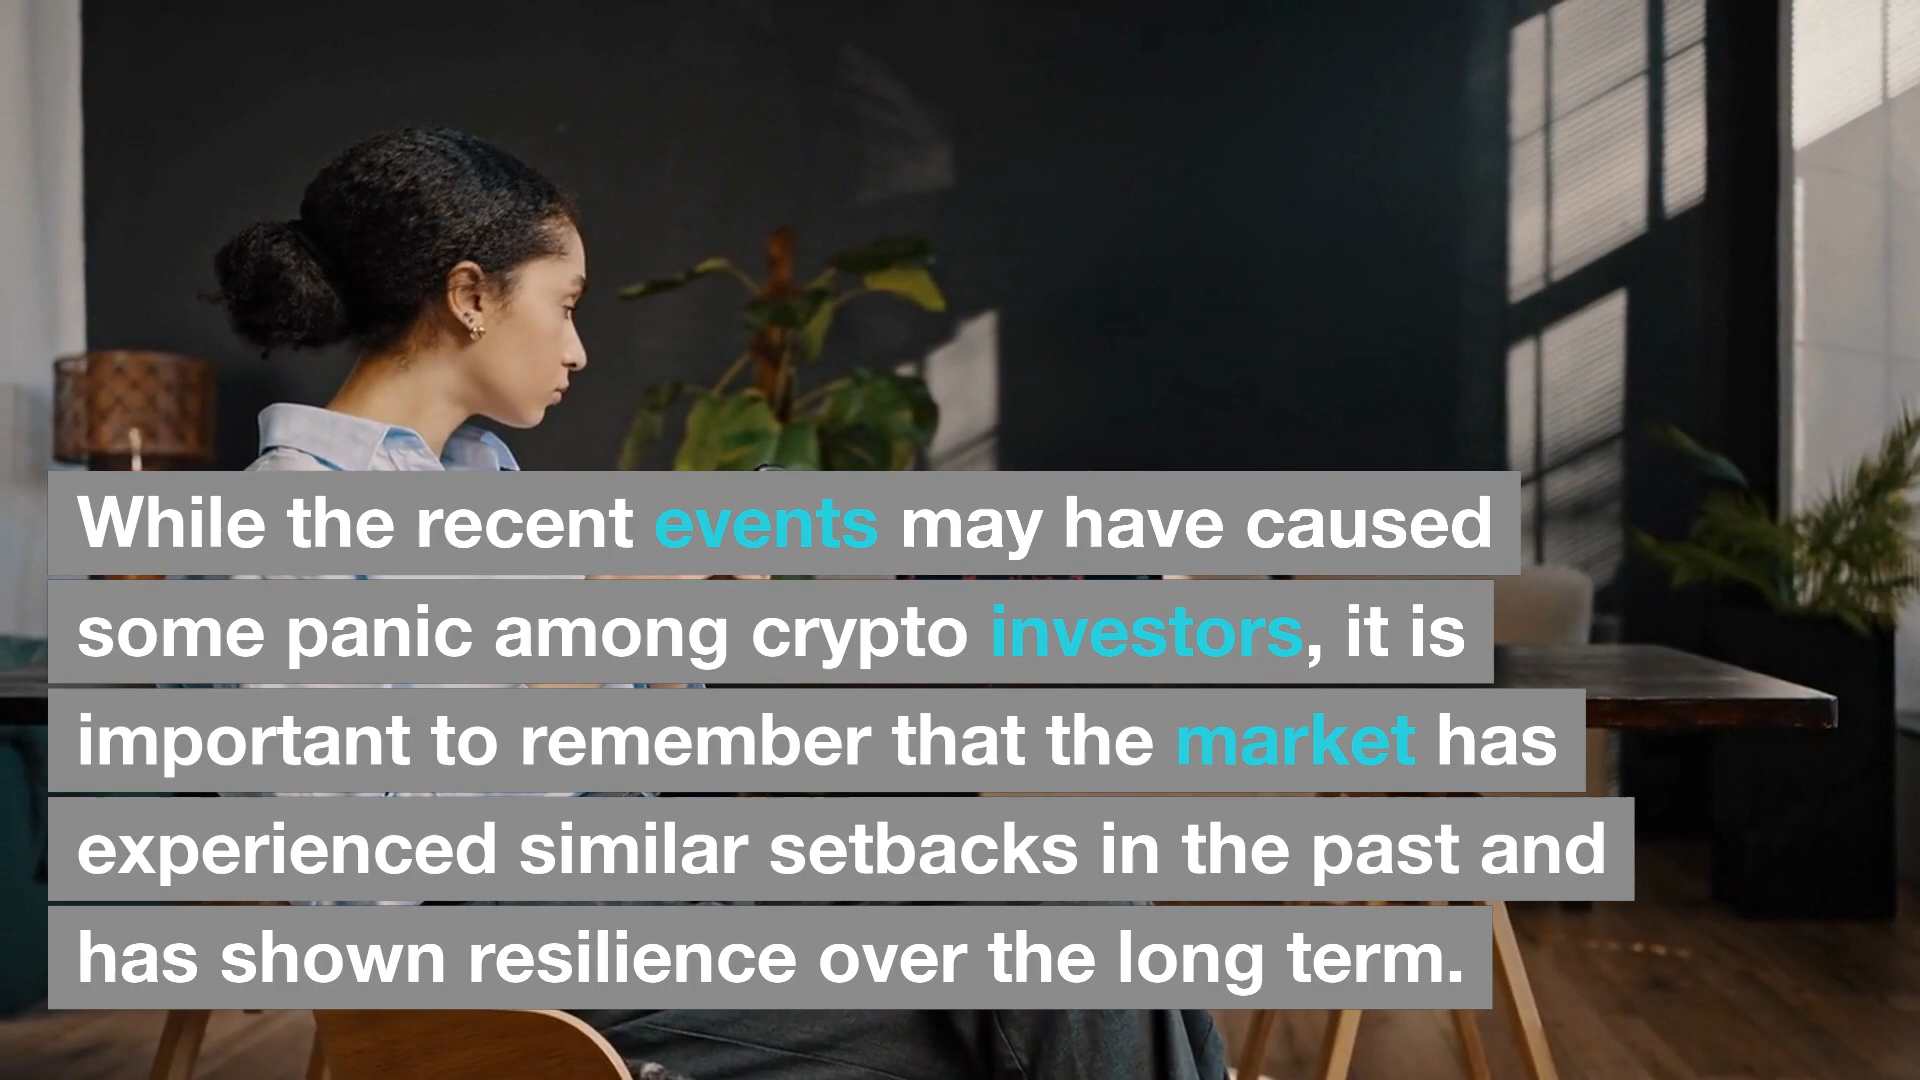 While the recent events may have caused
some panic among crypto investors, it is
important to remember that the market has
experienced similar setbacks in the past and
has shown resilience over the long term.